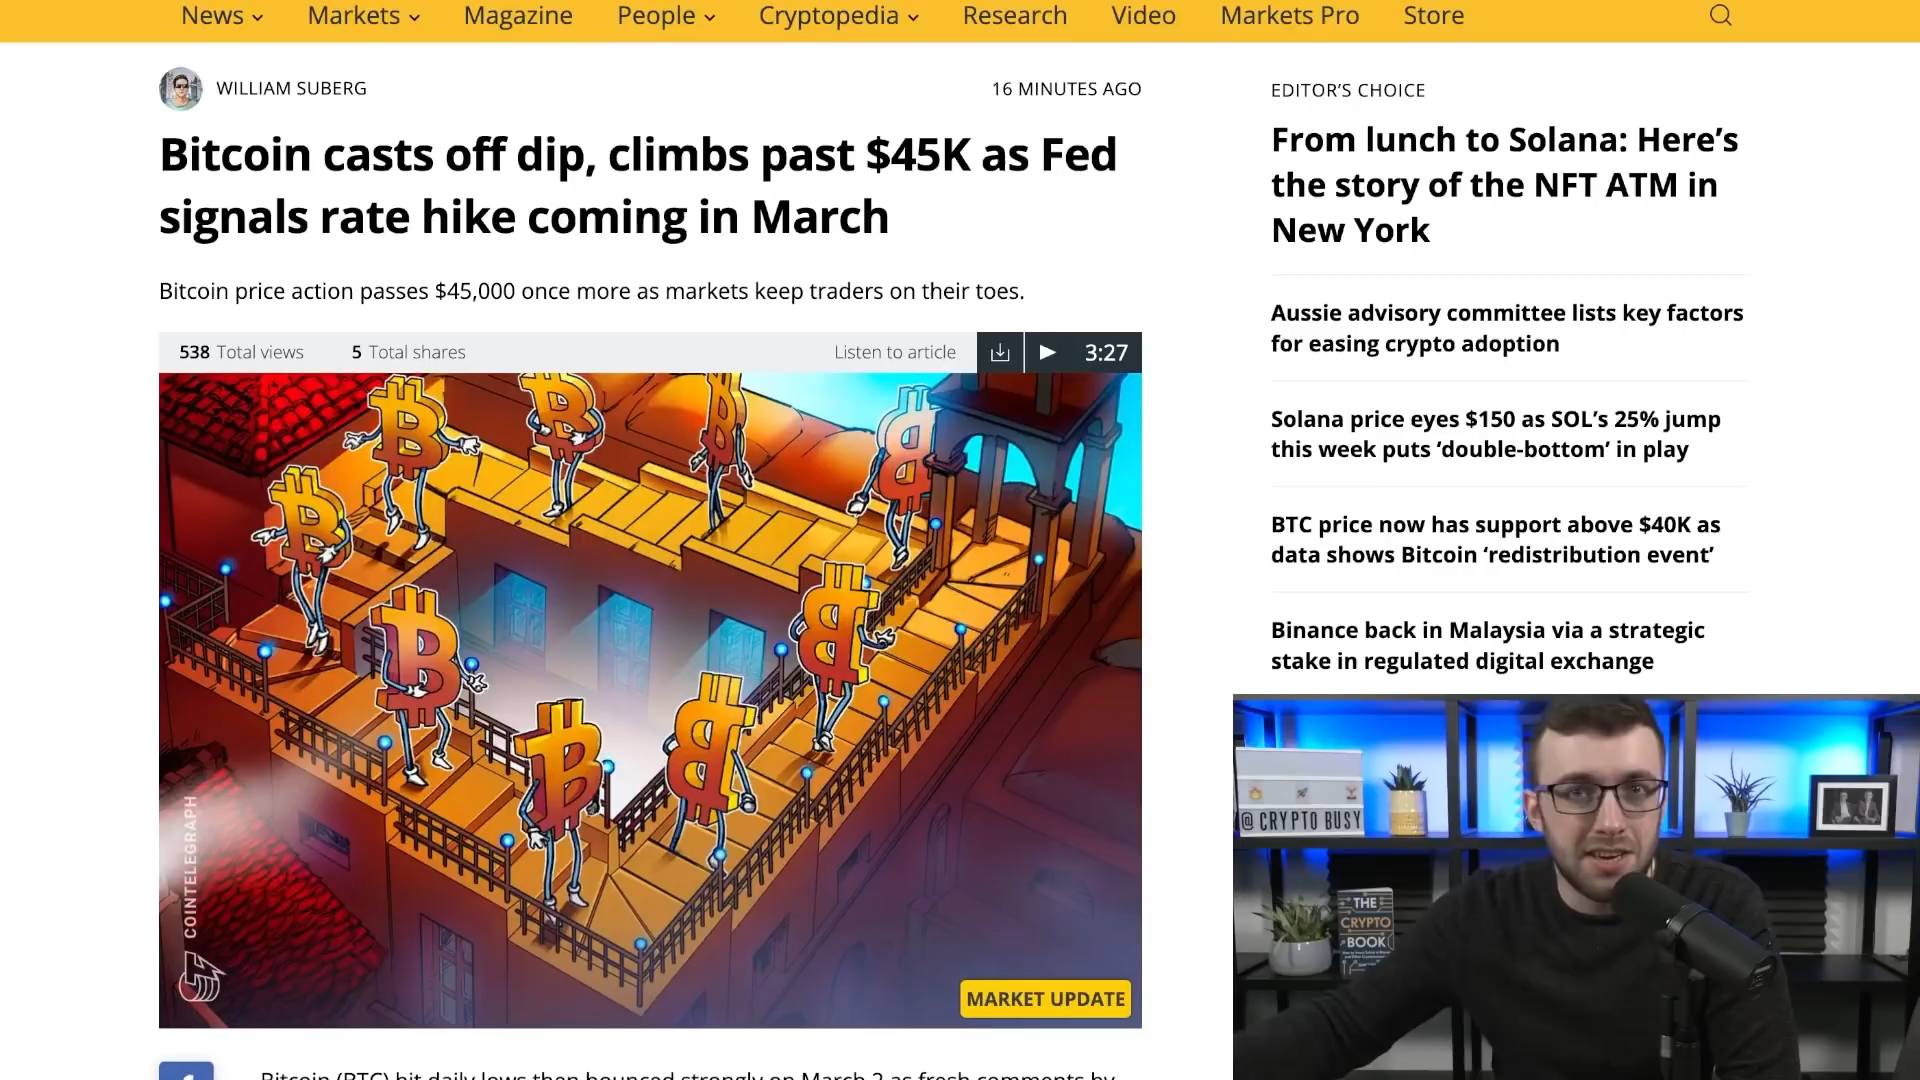 News
Markets
Magazine
People
Cryptopedia
Research
Video
Markets Pro
Store
WILLIAM SUBERG
16 MINUTES AGO
Bitcoin casts off dip, climbs past $45K as Fed
signals rate hike coming in March
Bitcoin price action passes $45,000 once more as markets keep traders on their toes.
538 Total views
5 Total shares
Listen to article
3:27
COINTELEGRAPH
MARKET UPDATE
Bitcoin (BTC) hit daily lows then bounced strongly on March 2 as fresh comments by
EDITOR’S CHOICE
From lunch to Solana: Here’s
the story of the NFT ATM in
New York
Aussie advisory committee lists key factors
for easing crypto adoption
Solana price eyes $150 as SOL’s 25% jump
this week puts ‘double-bottom’ in play
BTC price now has support above $40K as
data shows Bitcoin ‘redistribution event’
Binance back in Malaysia via a strategic
stake in regulated digital exchange
@ CRYPTO BUSY
THE
CRYPTO
BOOK